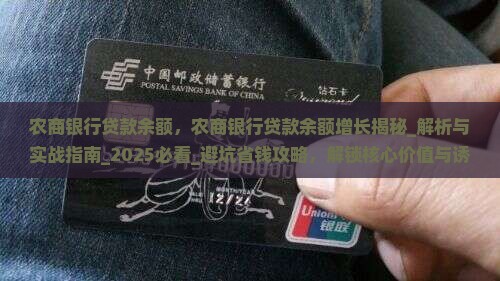 中国邮政储蓄银行
POSTAL SAVINGS BANK OF CHINA
钻石卡
Diamond
农商银行贷款余额，农商银行贷款余额增长揭秘_解析与
实战指南_2025必看_避坑省钱攻略，解锁核心价值与诱
12/24
UnionPay
银联